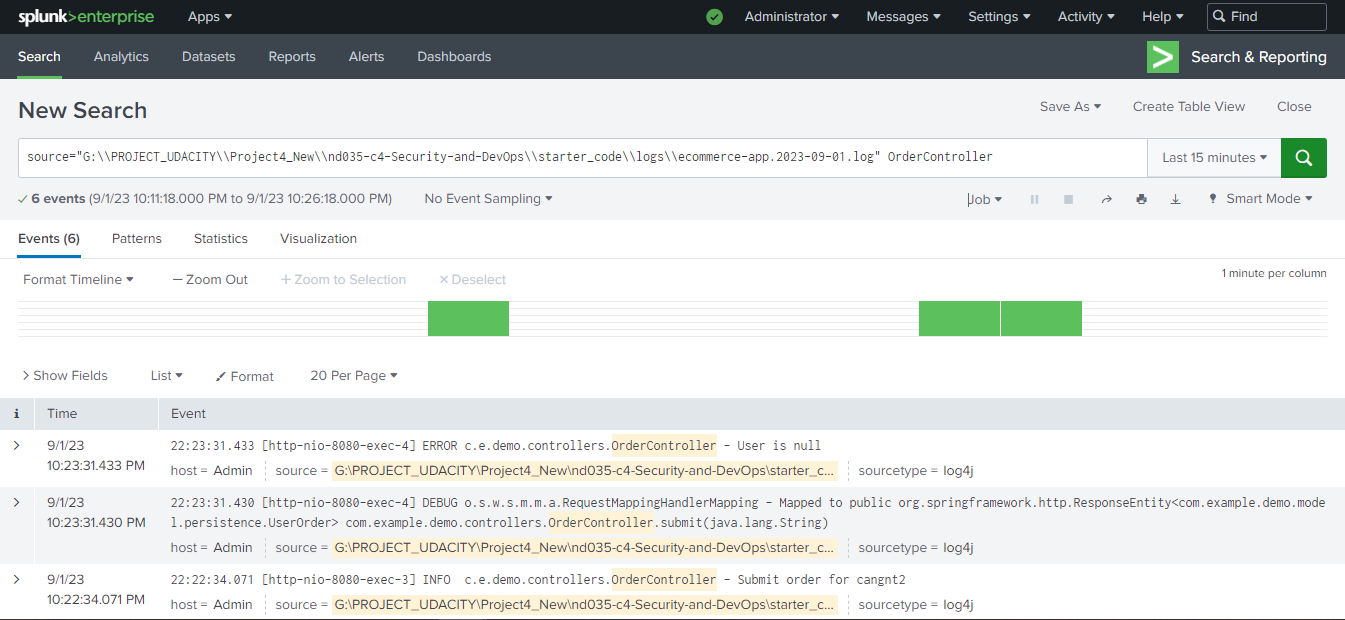 splunk>enterprise Apps Administrator Messages Settings Activity Help Find
Search Analytics Datasets Reports Alerts Dashboards Search & Reporting
New Search Save As Create Table View Close
source="G:\\PROJECT_UDACITY\\Project4_New\\nd035-c4-Security-and-DevOps\\starter_code\\logs\\ecommerce-app.2023-09-01.log" OrderController Last 15 minutes
6 events (9/1/23 10:11:18.000 PM to 9/1/23 10:26:18.000 PM) No Event Sampling Job Smart Mode
Events (6) Patterns Statistics Visualization
Format Timeline — Zoom Out + Zoom to Selection × Deselect 1 minute per column
> Show Fields List Format 20 Per Page
i Time Event
> 9/1/23 22:23:31.433 [http-nio-8080-exec-4] ERROR c.e.demo.controllers.OrderController - User is null
10:23:31.433 PM host = Admin source = G:\PROJECT_UDACITY\Project4_New\nd035-c4-Security-and-DevOps\starter_c... sourcetype = log4j
> 9/1/23 22:23:31.430 [http-nio-8080-exec-4] DEBUG o.s.w.s.m.m.a.RequestMappingHandlerMapping - Mapped to public org.springframework.http.ResponseEntity<com.example.demo.mode
10:23:31.430 PM l.persistence.UserOrder> com.example.demo.controllers.OrderController.submit(java.lang.String)
host = Admin source = G:\PROJECT_UDACITY\Project4_New\nd035-c4-Security-and-DevOps\starter_c... sourcetype = log4j
> 9/1/23 22:22:34.071 [http-nio-8080-exec-3] INFO c.e.demo.controllers.OrderController - Submit order for cangnt2
10:22:34.071 PM host = Admin source = G:\PROJECT_UDACITY\Project4_New\nd035-c4-Security-and-DevOps\starter_c... sourcetype = log4j